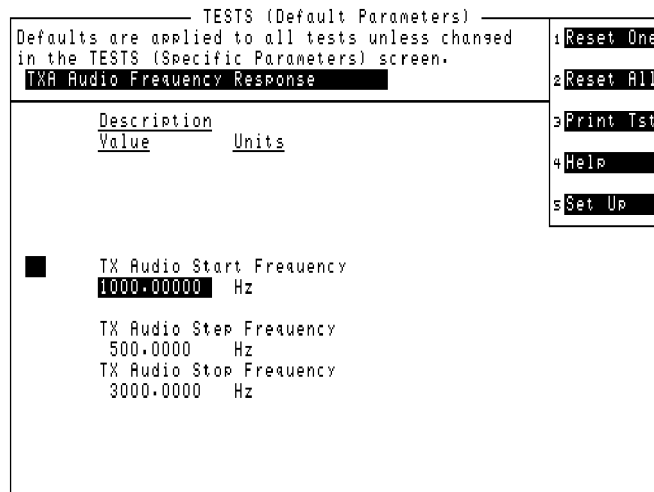 TESTS (Default Parameters)
Defaults are applied to all tests unless changed
in the TESTS (Specific Parameters) screen.
TXA Audio Frequency Response
Description
Value Units
TX Audio Start Frequency
1000.00000 Hz
TX Audio Step Frequency
500.0000 Hz
TX Audio Stop Frequency
3000.0000 Hz
1 Reset One
2 Reset All
3 Print Tst
4 Help
5 Set Up